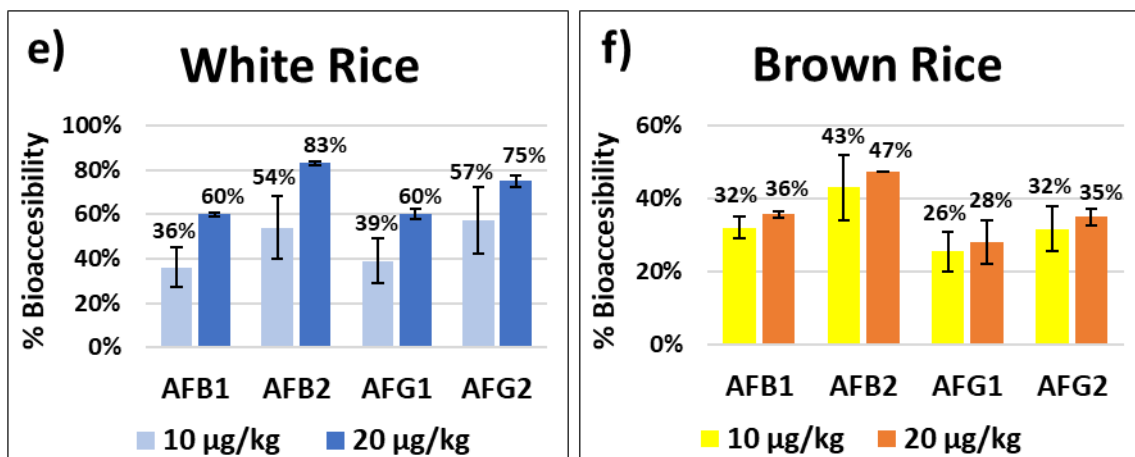 e)
White Rice
% Bioaccesibility
100%
80%
60%
40%
20%
0%
36%
60%
54%
83%
39%
60%
57%
75%
AFB1 AFB2 AFG1 AFG2
10 µg/kg 20 µg/kg
f)
Brown Rice
% Bioaccesibility
60%
40%
20%
0%
32%
36%
43%
47%
26%
28%
32%
35%
AFB1 AFB2 AFG1 AFG2
10 µg/kg 20 µg/kg